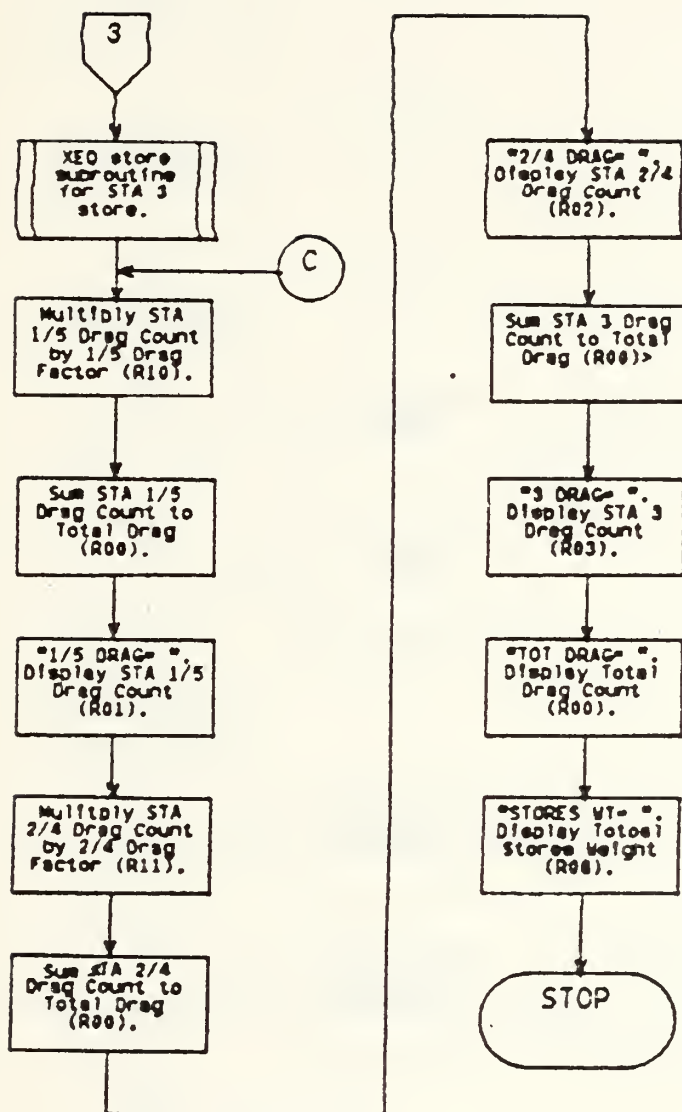 3
XEQ store
subroutine
for STA 3
store.
C
Multiply STA
1/5 Drag Count
by 1/5 Drag
Factor (R10).
Sum STA 1/5
Drag Count to
Total Drag
(R00).
"1/5 DRAG= ".
Display STA 1/5
Drag Count
(R01).
Mulitply STA
2/4 Drag Count
by 2/4 Drag
Factor (R11).
Sum STA 2/4
Drag Count to
Total Drag
(R00).
"2/4 DRAG= ".
Display STA 2/4
Drag Count
(R02).
Sum STA 3 Drag
Count to Total
Drag (R00)>
"3 DRAG= ".
Display STA 3
Drag Count
(R03).
"TOT DRAG= ".
Display Total
Drag Count
(R00).
"STORES WT= ".
Display Totoal
Stores Weight
STOP